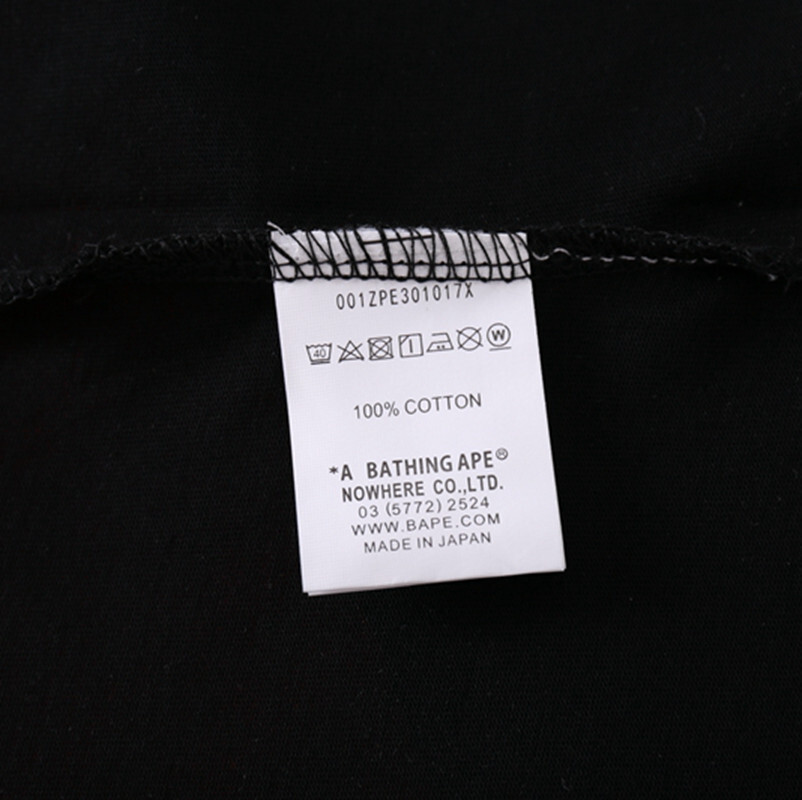 001ZPE301017X
40 W
100% COTTON
*A BATHING APE®
NOWHERE CO.,LTD.
03 (5772) 2524
WWW.BAPE.COM
MADE IN JAPAN